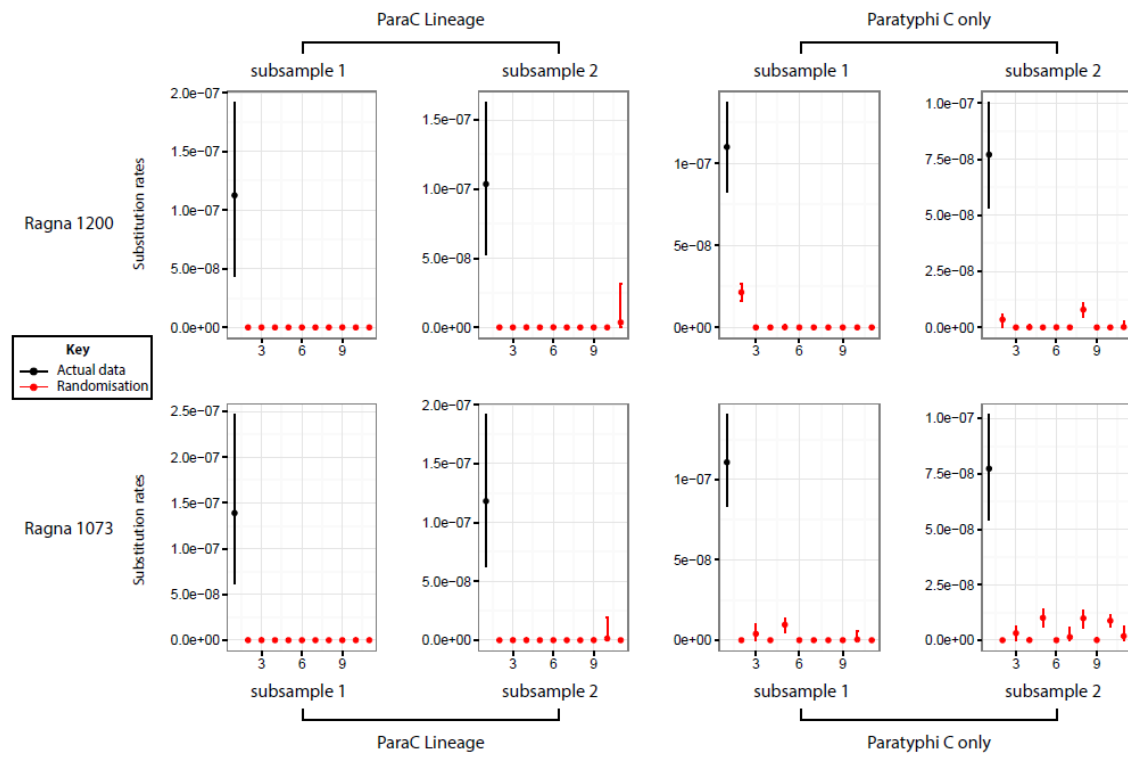 ParaC Lineage
Paratyphi C only
subsample 1
subsample 2
subsample 1
subsample 2
Ragna 1200
Substitution rates
2.0e−07
1.5e−07
1.0e−07
5.0e−08
0.0e+00
3 6 9
1.5e−07
1.0e−07
5.0e−08
0.0e+00
3 6 9
1e−07
5e−08
0e+00
3 6 9
1.0e−07
7.5e−08
5.0e−08
2.5e−08
0.0e+00
3 6 9
Key
Actual data
Randomisation
Ragna 1073
Substitution rates
2.5e−07
2.0e−07
1.5e−07
1.0e−07
5.0e−08
0.0e+00
3 6 9
2.0e−07
1.5e−07
1.0e−07
5.0e−08
0.0e+00
3 6 9
1e−07
5e−08
0e+00
3 6 9
1.0e−07
7.5e−08
5.0e−08
2.5e−08
0.0e+00
3 6 9
subsample 1
subsample 2
subsample 1
subsample 2
ParaC Lineage
Paratyphi C only